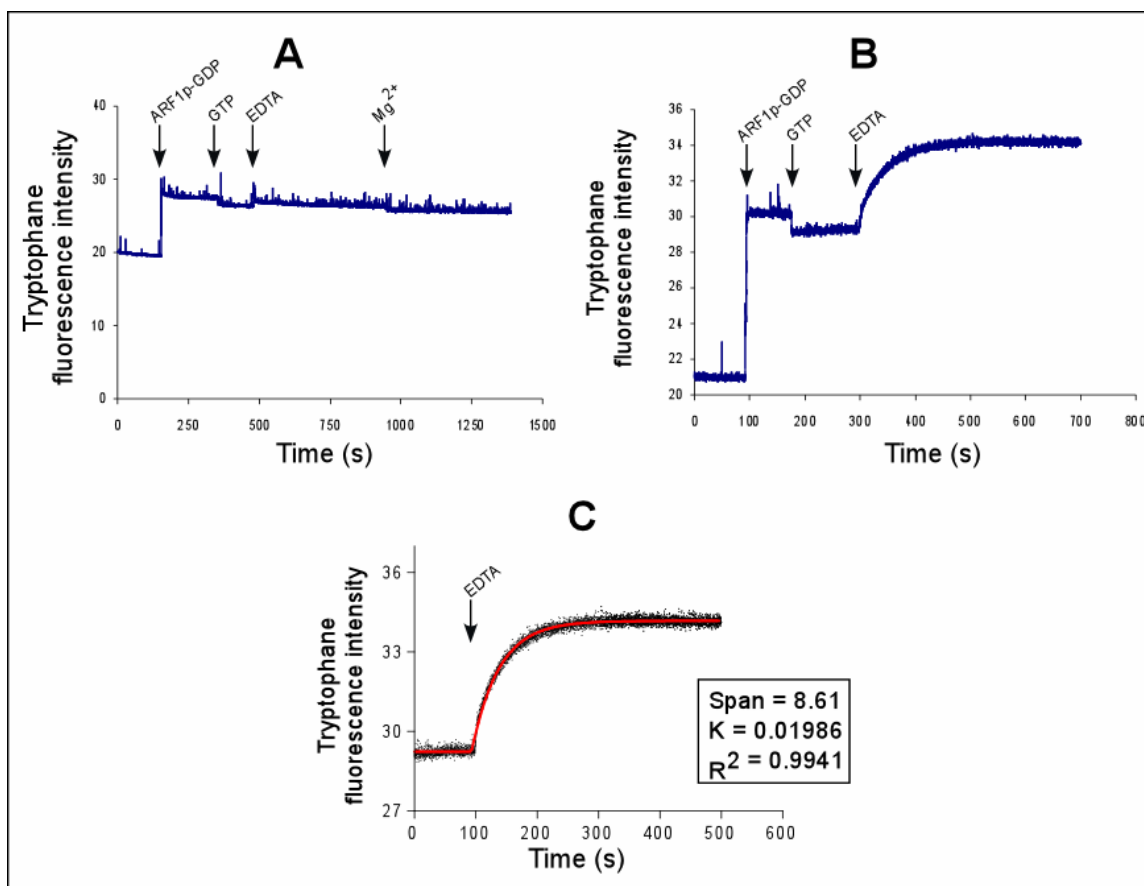 A
ARF1p-GDP
GTP
EDTA
Mg2+
40
30
20
10
0
0
250
500
750
1000
1250
1500
Tryptophane
fluorescence intensity
Time (s)
B
ARF1p-GDP
GTP
EDTA
36
34
32
30
28
26
24
22
20
0
100
200
300
400
500
600
700
800
Tryptophane
fluorescence intensity
Time (s)
C
EDTA
36
33
30
27
0
100
200
300
400
500
600
Tryptophane
fluorescence intensity
Time (s)
Span = 8.61
K = 0.01986
R2 = 0.9941